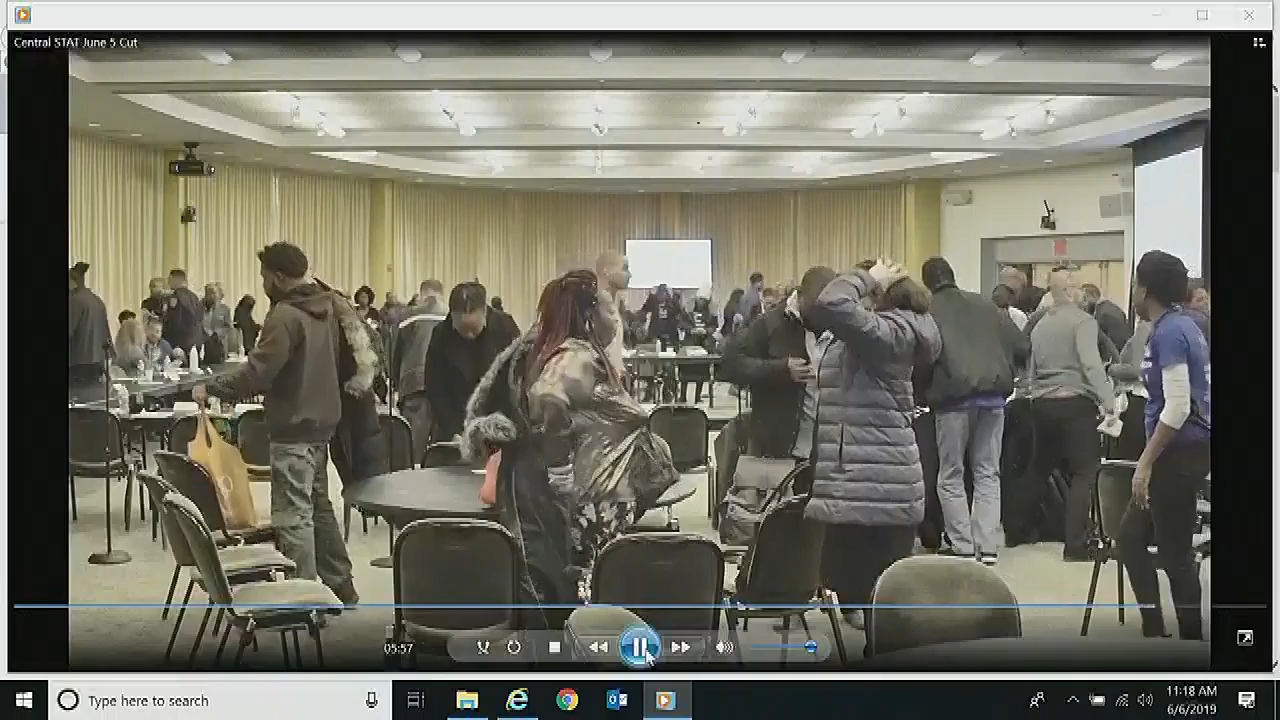 Central STAT June 5 Cut
05:57
Type here to search
11:18 AM
6/6/2019